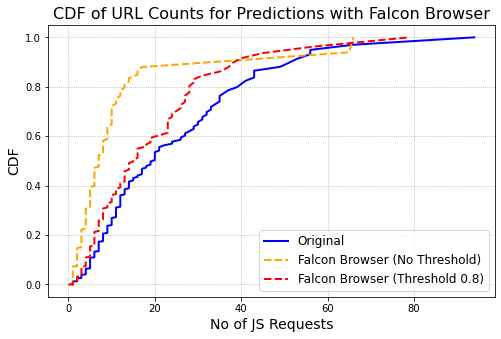 CDF of URL Counts for Predictions with Falcon Browser
1.0
0.8
0.6
0.4
0.2
0.0
CDF
Original
Falcon Browser (No Threshold)
Falcon Browser (Threshold 0.8)
0 20 40 60 80
No of JS Requests